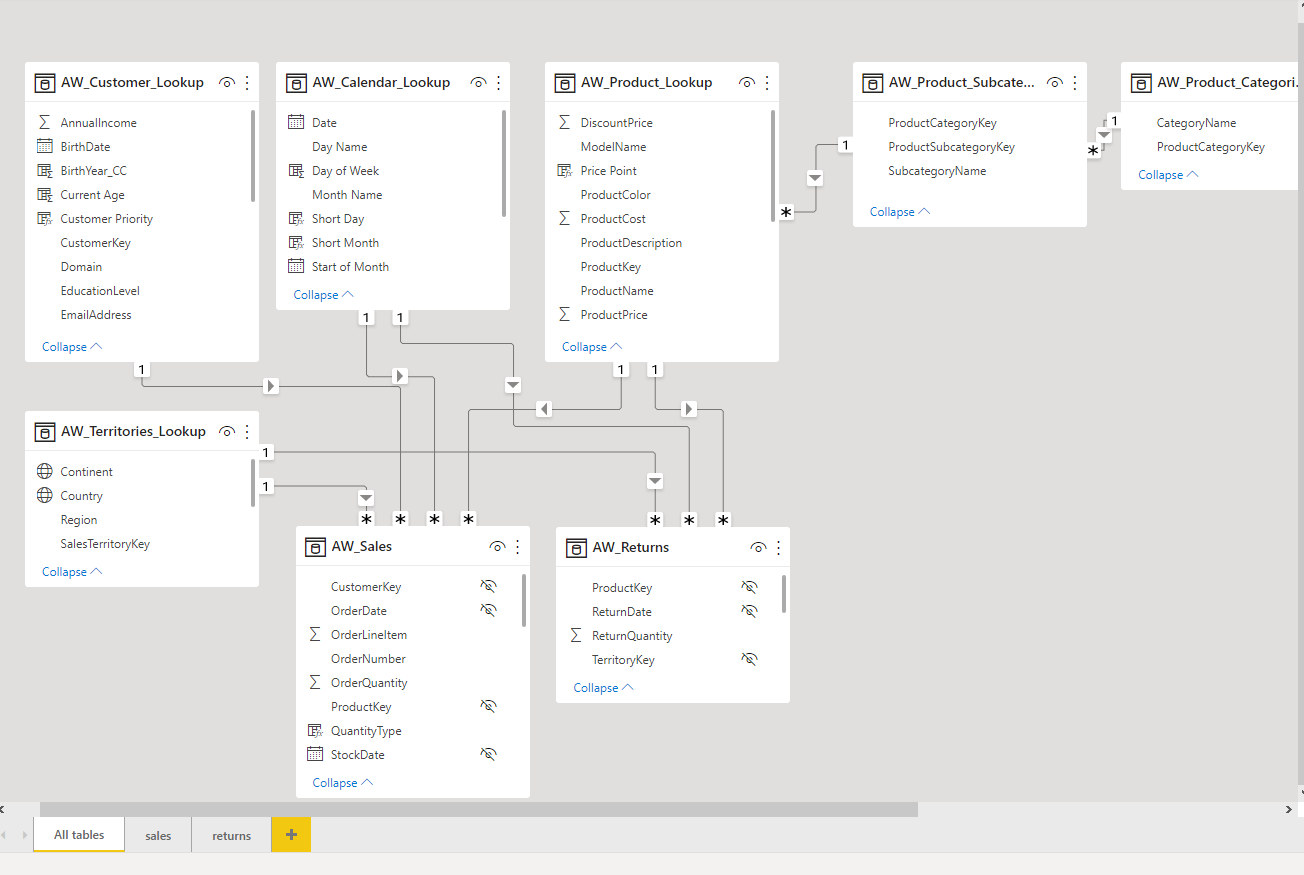 AW_Customer_Lookup
AnnualIncome
BirthDate
BirthYear_CC
Current Age
Customer Priority
CustomerKey
Domain
EducationLevel
EmailAddress
Collapse
1
AW_Calendar_Lookup
Date
Day Name
Day of Week
Month Name
Short Day
Short Month
Start of Month
Collapse
1
1
AW_Product_Lookup
DiscountPrice
ModelName
Price Point
ProductColor
ProductCost
ProductDescription
ProductKey
ProductName
ProductPrice
Collapse
1
1
*
1
AW_Product_Subcate...
ProductCategoryKey
ProductSubcategoryKey
SubcategoryName
Collapse
*
1
AW_Product_Categori.
CategoryName
ProductCategoryKey
Collapse
AW_Territories_Lookup
Continent
Country
Region
SalesTerritoryKey
Collapse
1
1
* * * *
AW_Sales
CustomerKey
OrderDate
OrderLineItem
OrderNumber
OrderQuantity
ProductKey
QuantityType
StockDate
Collapse
* * *
AW_Returns
ProductKey
ReturnDate
ReturnQuantity
TerritoryKey
Collapse
All tables
sales
returns
+